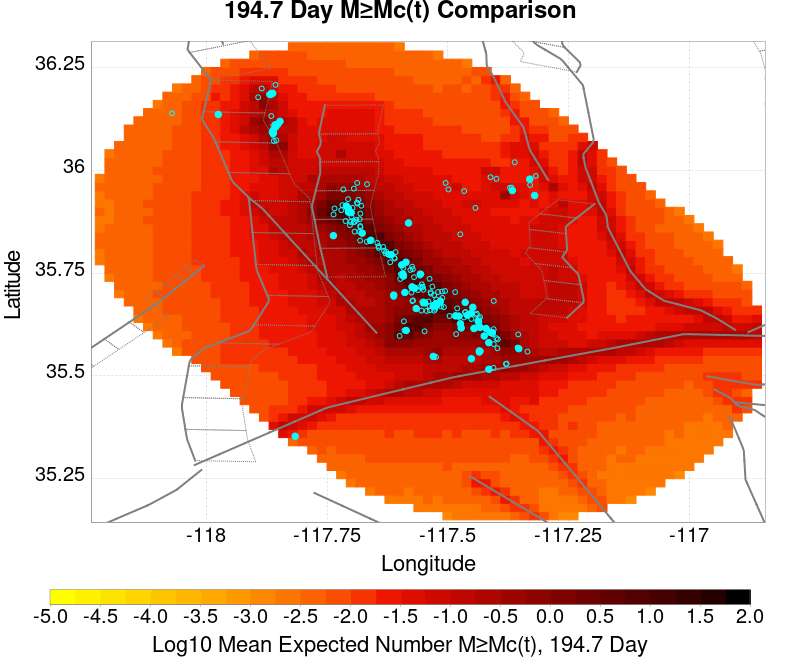 194.7 Day M≥Mc(t) Comparison
36.25
36
35.75
35.5
35.25
Latitude
-118
-117.75
-117.5
-117.25
-117
Longitude
-5.0 -4.5 -4.0 -3.5 -3.0 -2.5 -2.0 -1.5 -1.0 -0.5 0.0 0.5 1.0 1.5 2.0
Log10 Mean Expected Number M≥Mc(t), 194.7 Day